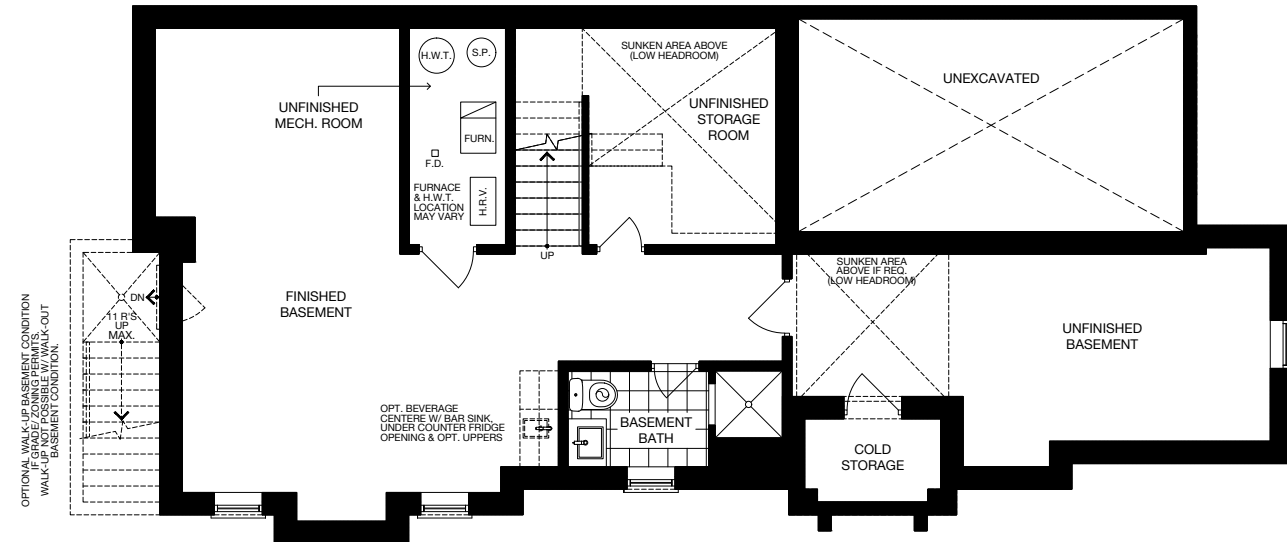 H.W.T.
S.P.
UNFINISHED
MECH. ROOM
FURN.
F.D.
FURNACE
& H.W.T.
LOCATION
MAY VARY
H.R.V.
UP
SUNKEN AREA ABOVE
(LOW HEADROOM)
UNFINISHED
STORAGE
ROOM
UNEXCAVATED
OPTIONAL WALK-UP BASEMENT CONDITION
IF GRADE/ZONING PERMITS.
WALK-UP NOT POSSIBLE W/ WALK-OUT
BASEMENT CONDITION.
DN
11 R'S
UP
MAX.
FINISHED
BASEMENT
SUNKEN AREA
ABOVE IF REQ.
(LOW HEADROOM)
UNFINISHED
BASEMENT
OPT. BEVERAGE
CENTERE W/ BAR SINK,
UNDER COUNTER FRIDGE
OPENING & OPT. UPPERS
BASEMENT
BATH
COLD
STORAGE